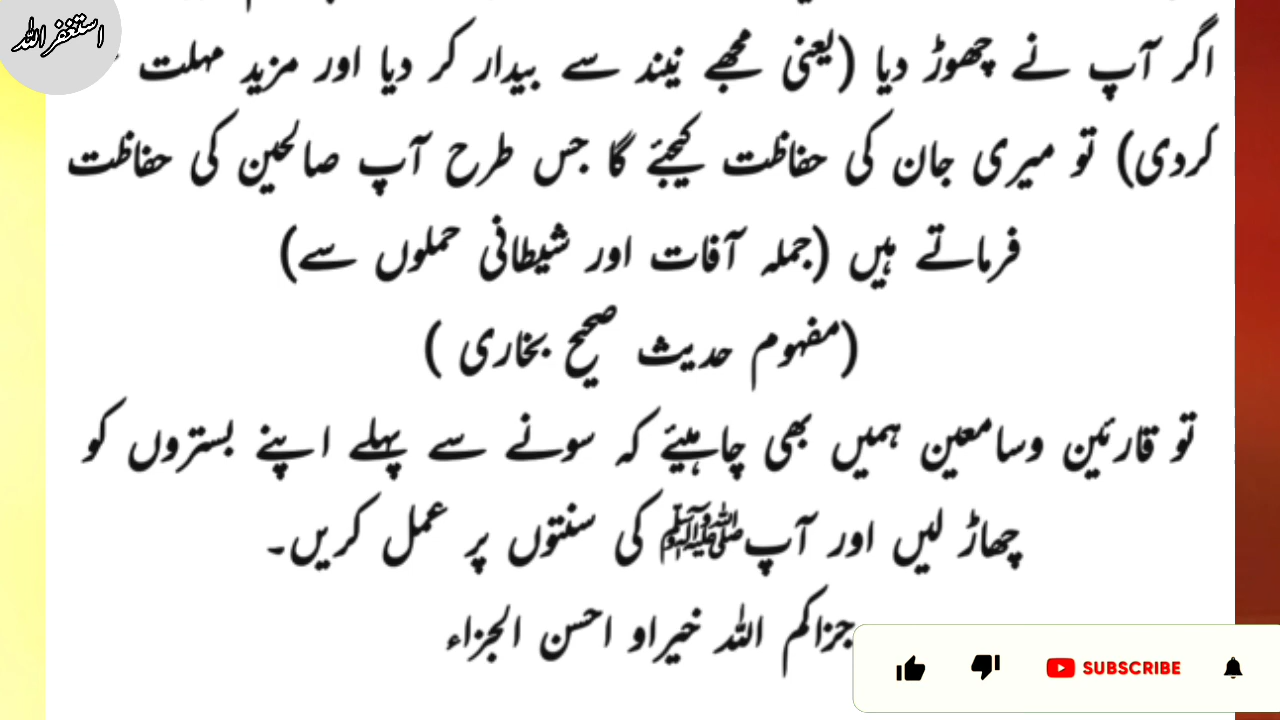 استغفراللہ
اگر آپ نے چھوڑ دیا (یعنی مجھے نیند سے بیدار کر دیا اور مزید مہلت
کردی) تو میری جان کی حفاظت کیجئے گا جس طرح آپ صالحین کی حفاظت
فرماتے ہیں (جملہ آفات اور شیطانی حملوں سے)
(مفہوم حدیث صحیح بخاری )
تو قارئین وسامعین ہمیں بھی چاہیئے کہ سونے سے پہلے اپنے بستروں کو
چھاڑ لیں اور آپﷺ کی سنتوں پر عمل کریں۔
جزاکم اللہ خیراو احسن الجزاء
SUBSCRIBE